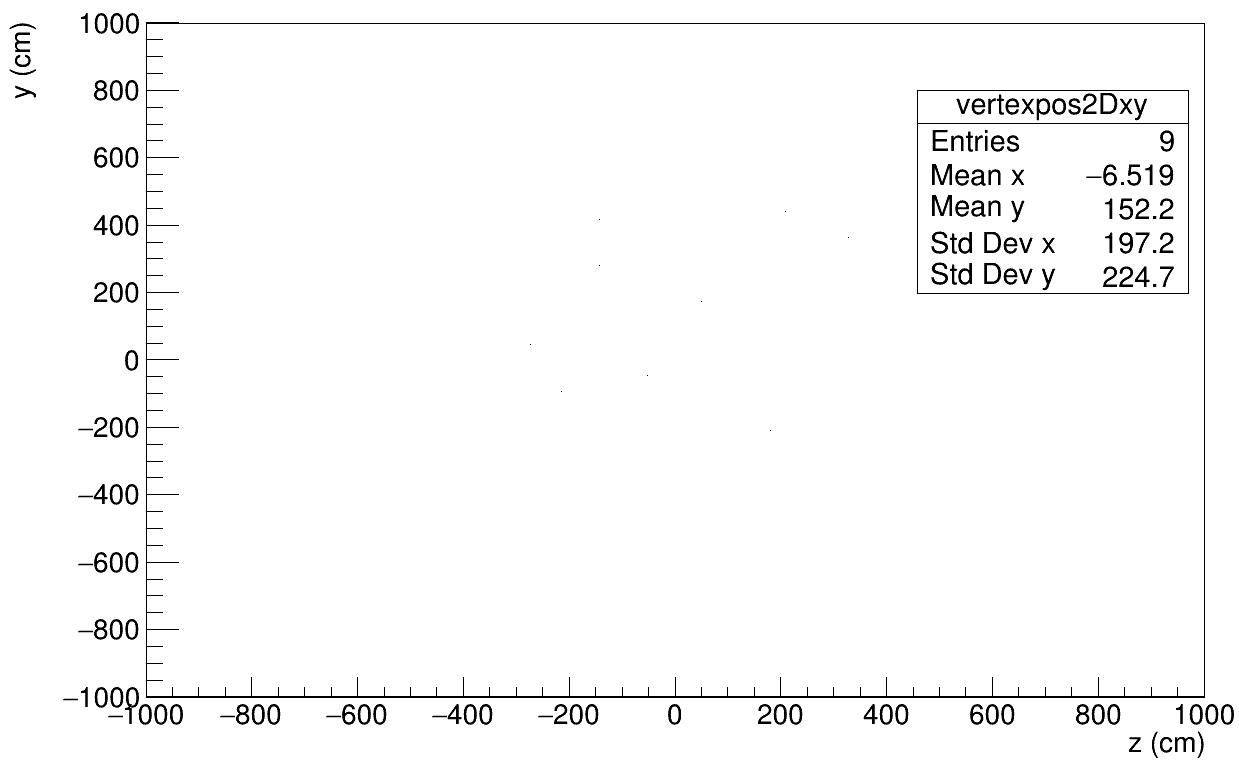 y (cm)
1000
800
600
400
200
0
−200
−400
−600
−800
−1000
vertexpos2Dxy
Entries 9
Mean x −6.519
Mean y 152.2
Std Dev x 197.2
Std Dev y 224.7
−1000 −800 −600 −400 −200 0 200 400 600 800 1000
z (cm)